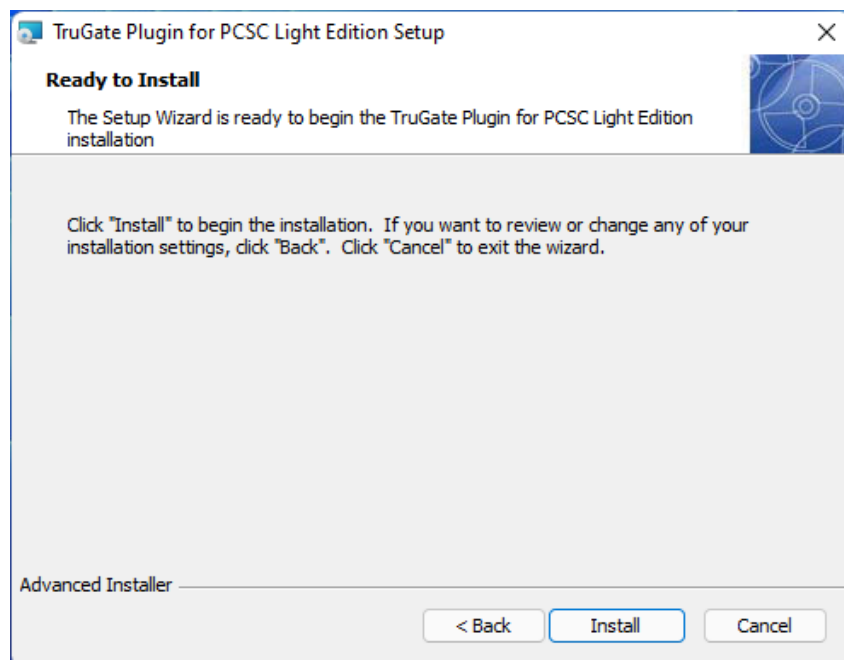 TruGate Plugin for PCSC Light Edition Setup
Ready to Install
The Setup Wizard is ready to begin the TruGate Plugin for PCSC Light Edition
installation
Click "Install" to begin the installation.  If you want to review or change any of your
installation settings, click "Back".  Click "Cancel" to exit the wizard.
Advanced Installer
< Back
Install
Cancel